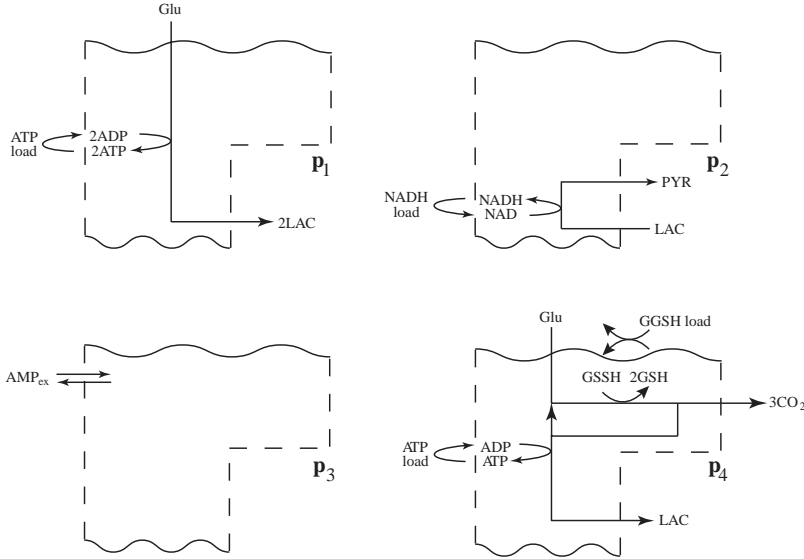 Glu
ATP load
2ADP
2ATP
p1
2LAC
NADH load
NADH
NAD
p2
PYR
LAC
AMPex
p3
Glu
GGSH load
GSSH 2GSH
3CO2
ATP load
ADP
ATP
p4
LAC